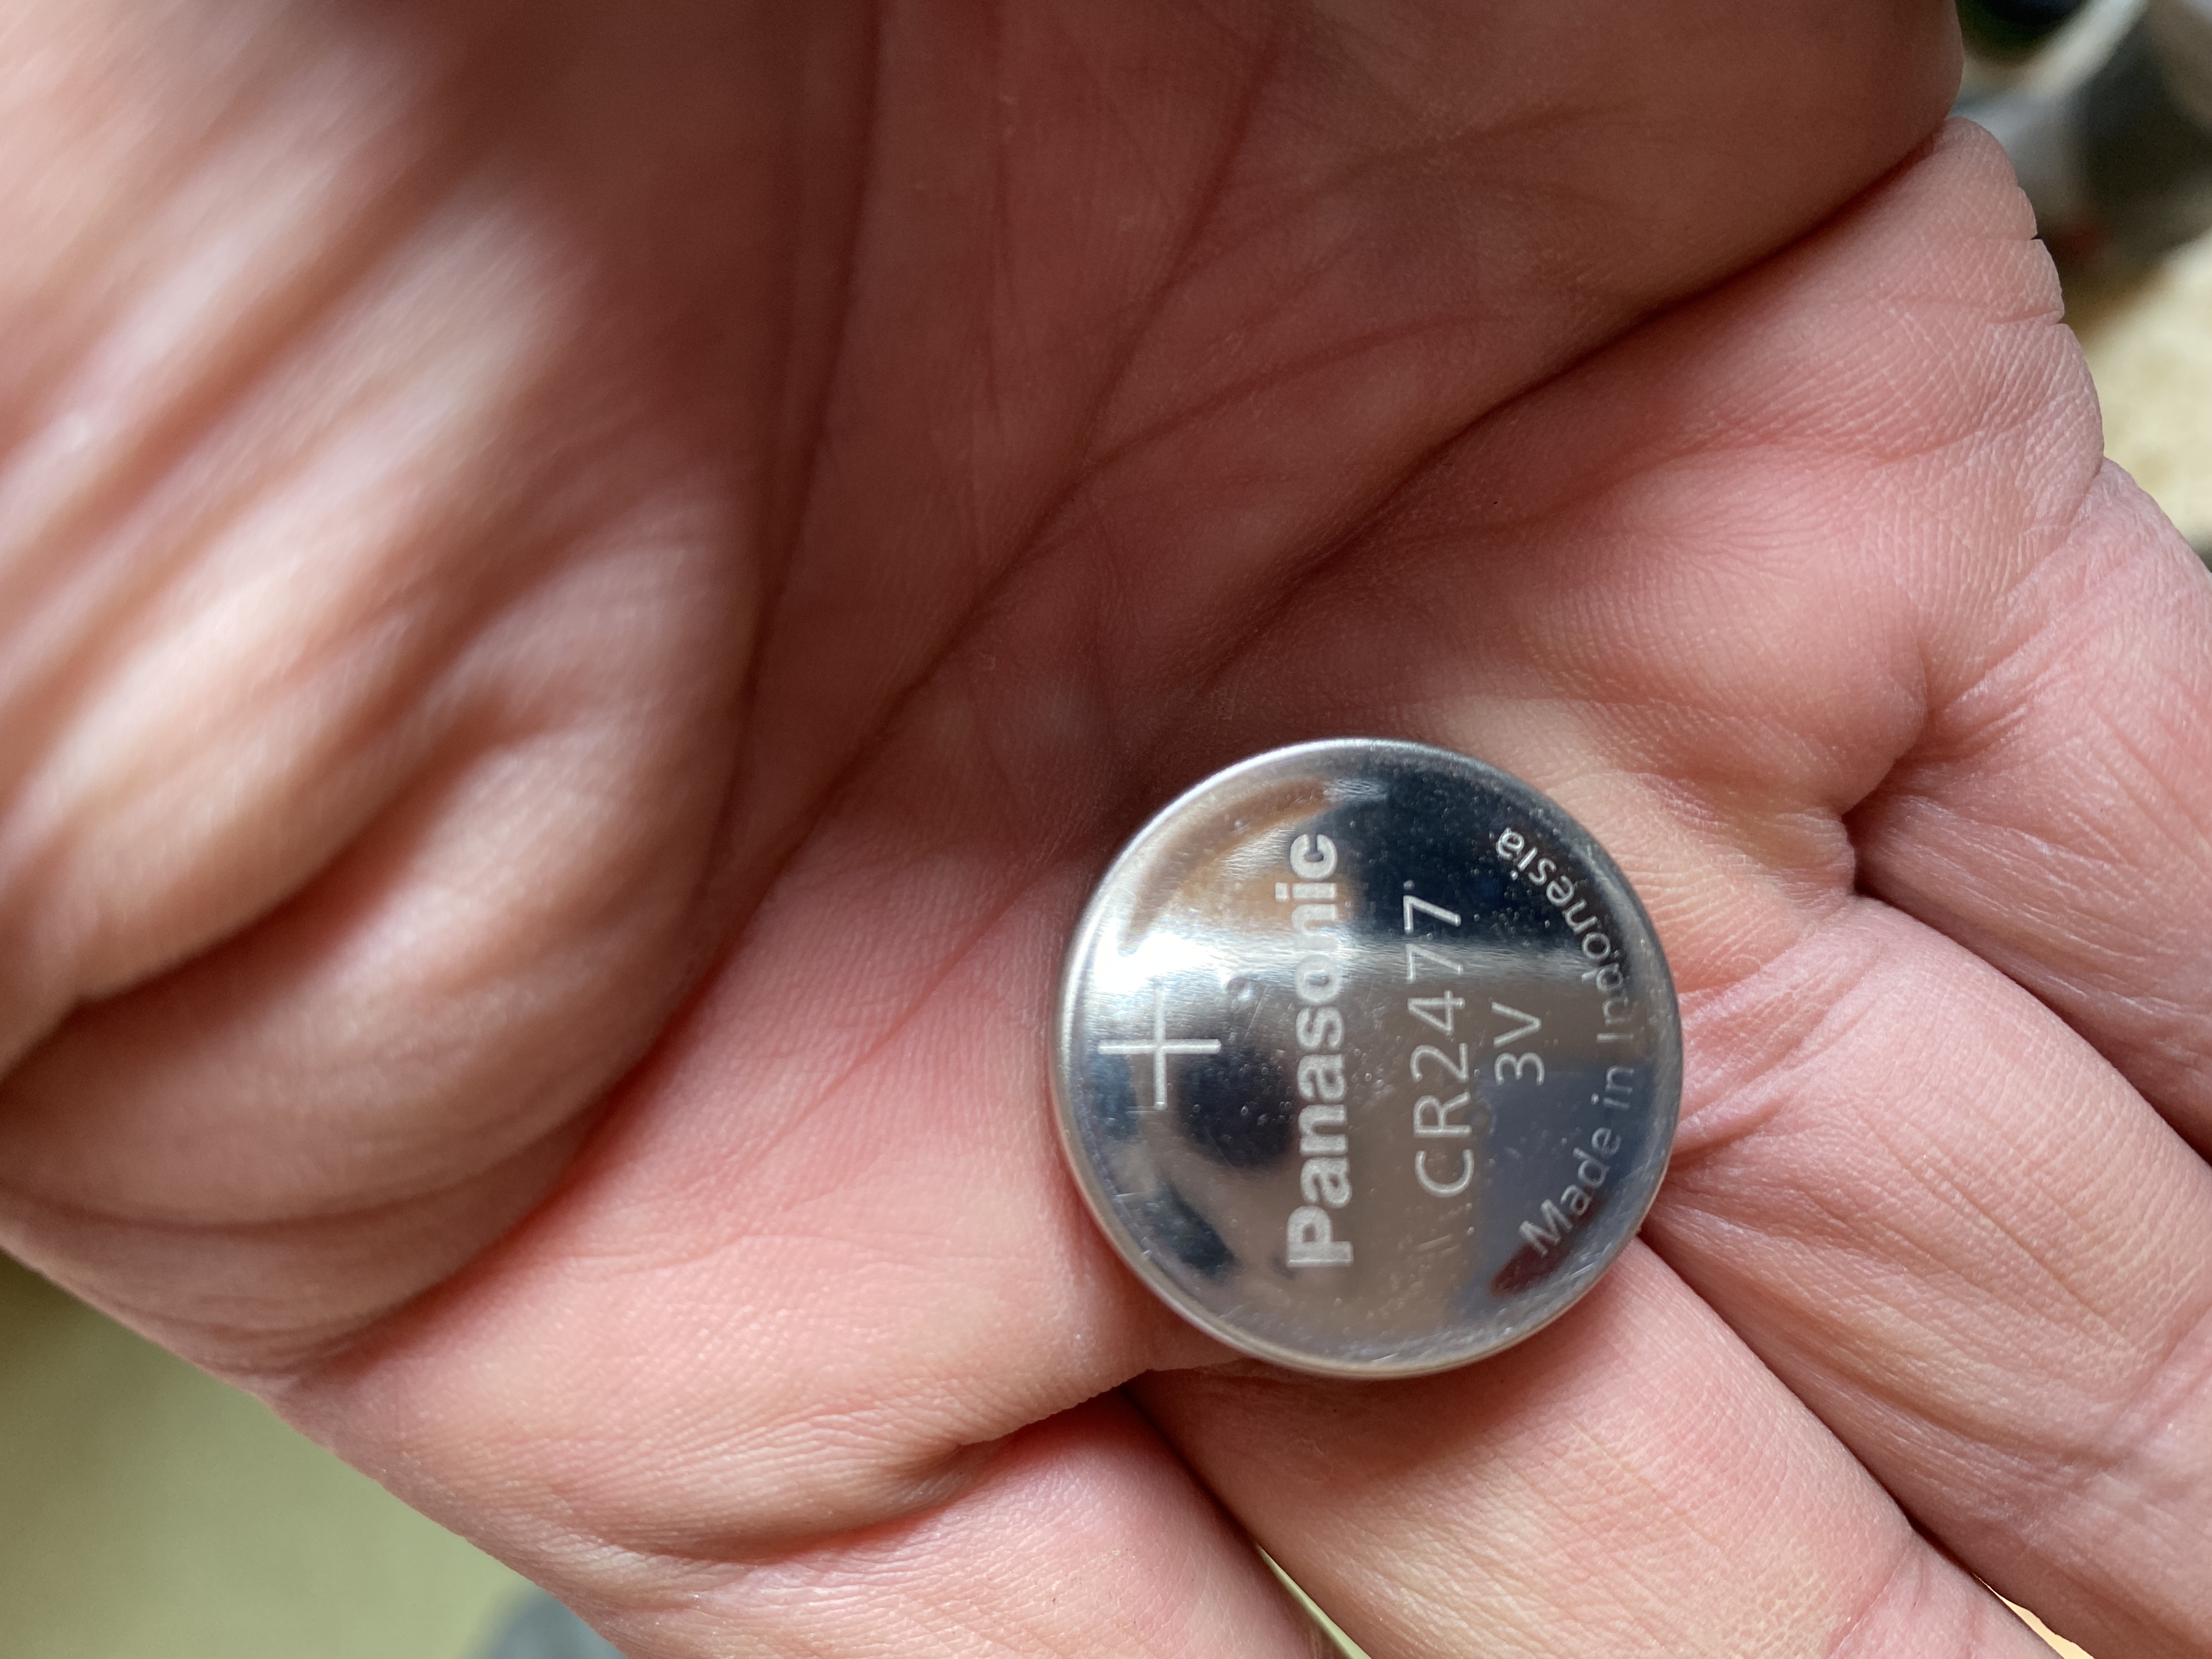 +
Panasonic
CR2477
3V
Made in Indonesia